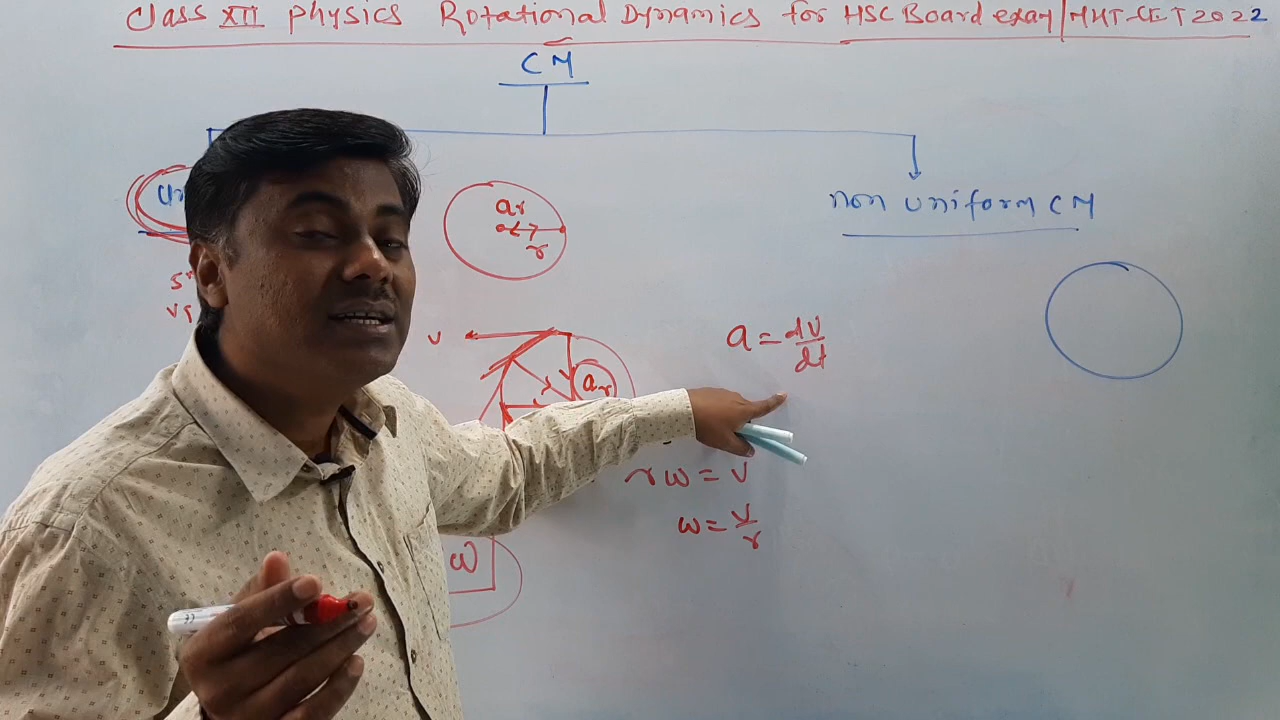 Class XII physics Rotational Dynamics for HSC Board exam/MHT-CET 2022
CM
non uniform CM
ar
r
v
a = dv/dt
ar
rω = v
ω = v/r
ω